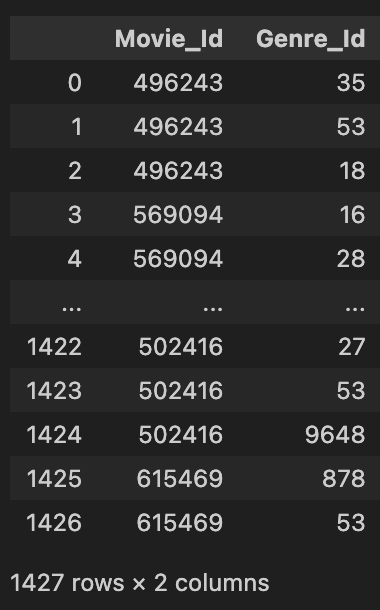 Movie_Id Genre_Id
0 496243 35
1 496243 53
2 496243 18
3 569094 16
4 569094 28
... ... ...
1422 502416 27
1423 502416 53
1424 502416 9648
1425 615469 878
1426 615469 53
1427 rows × 2 columns